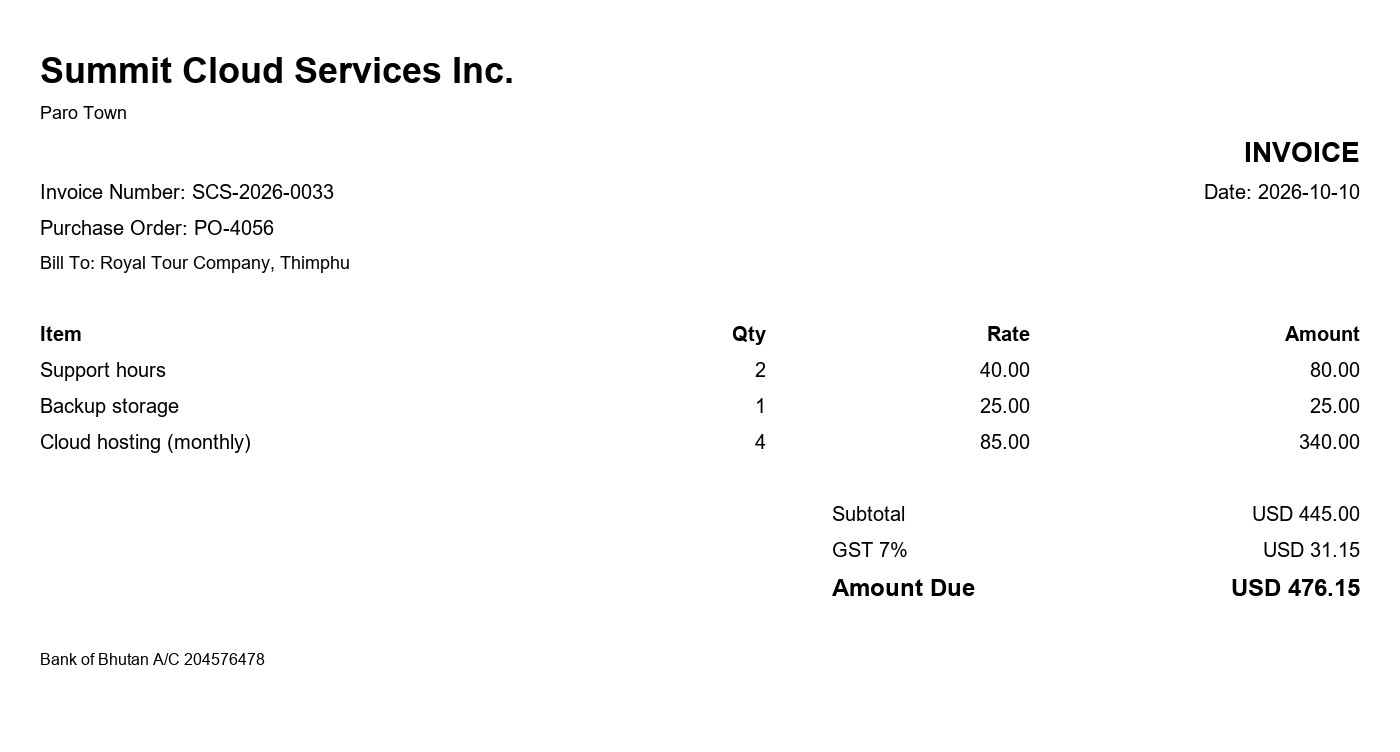 Summit Cloud Services Inc.
Paro Town
INVOICE
Invoice Number: SCS-2026-0033 Date: 2026-10-10
Purchase Order: PO-4056
Bill To: Royal Tour Company, Thimphu
Item Qty Rate Amount
Support hours 2 40.00 80.00
Backup storage 1 25.00 25.00
Cloud hosting (monthly) 4 85.00 340.00
Subtotal USD 445.00
GST 7% USD 31.15
Amount Due USD 476.15
Bank of Bhutan A/C 204576478